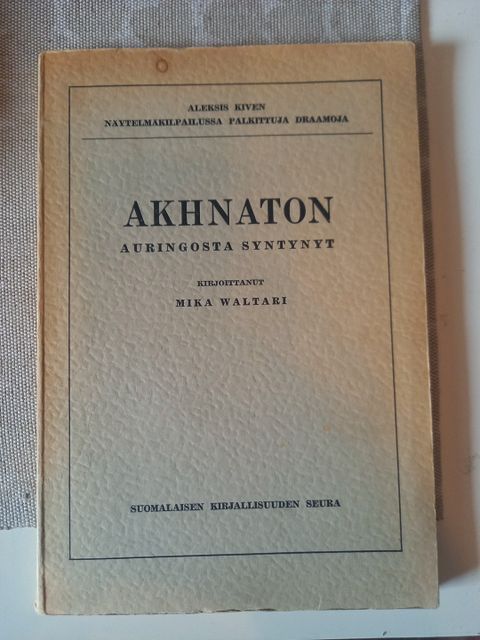 ALEKSIS KIVEN
NÄYTELMÄKILPAILUSSA PALKITTUJA DRAAMOJA
AKHNATON
AURINGOSTA SYNTYNYT
KIRJOITTANUT
MIKA WALTARI
SUOMALAISEN KIRJALLISUUDEN SEURA